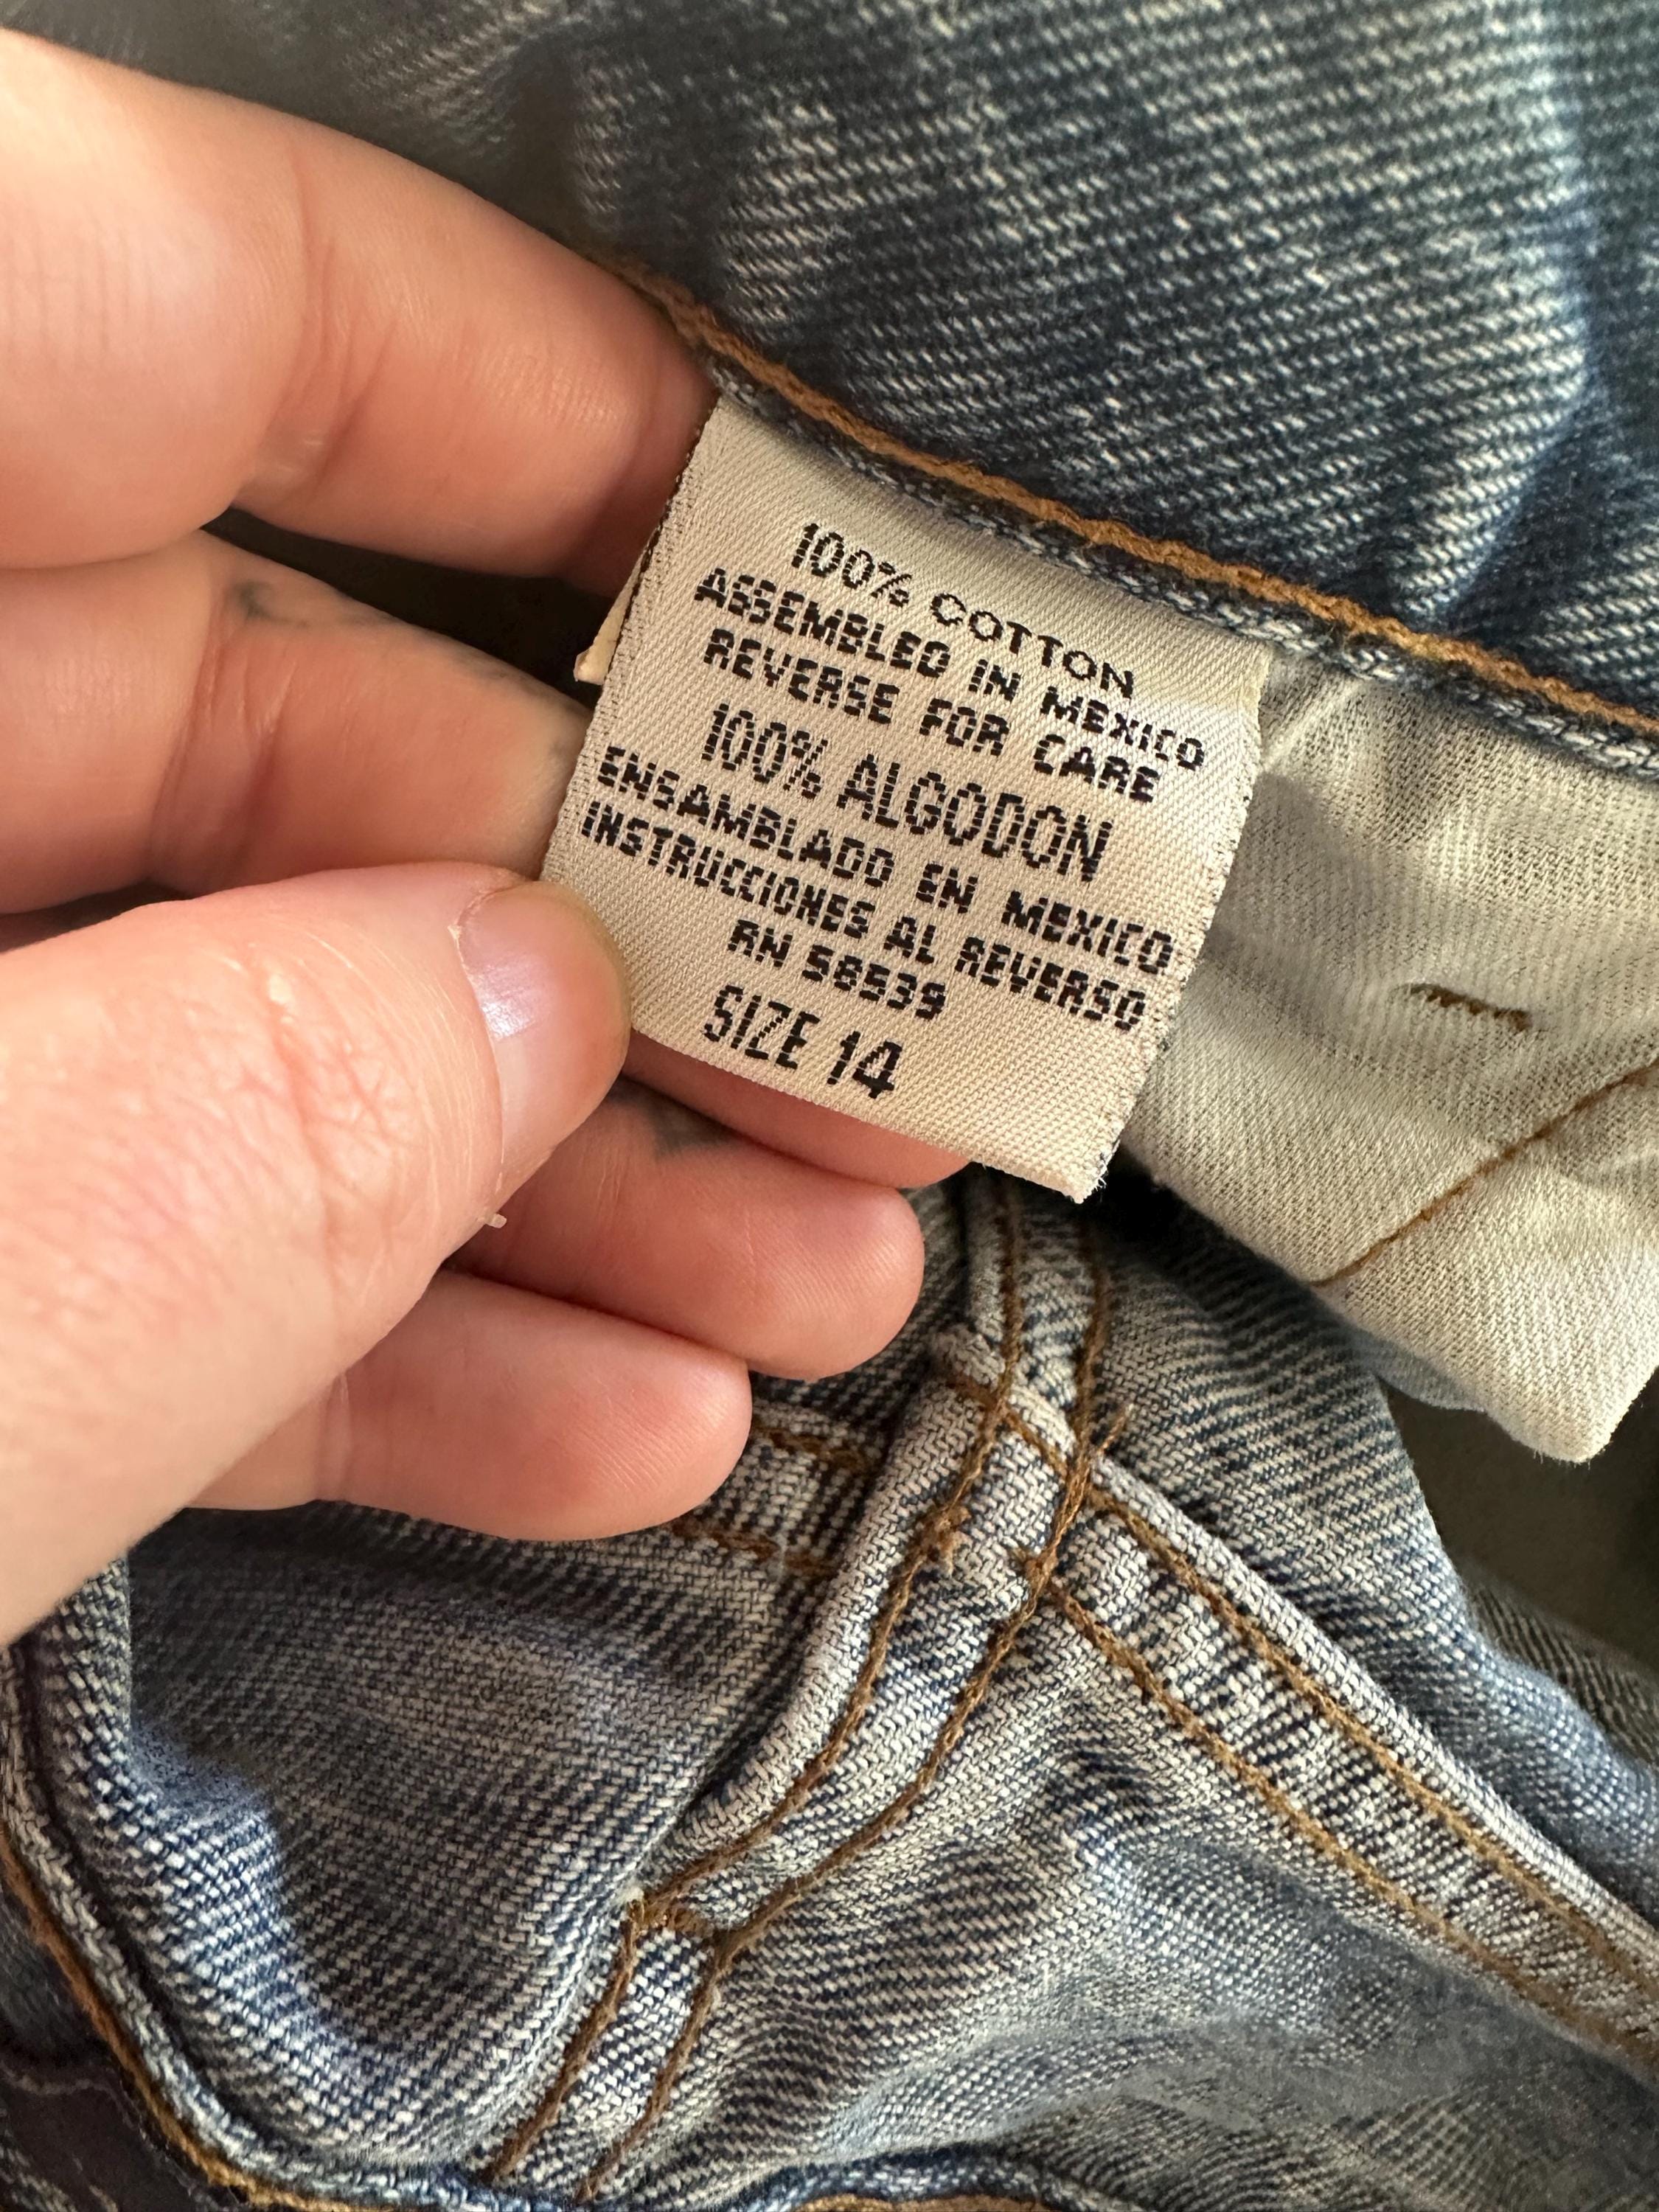 100% COTTON
ASSEMBLED IN MEXICO
REVERSE FOR CARE
100% ALGODON
ENSAMBLADO EN MEXICO
INSTRUCCIONES AL REVERSO
RN 58539
SIZE 14